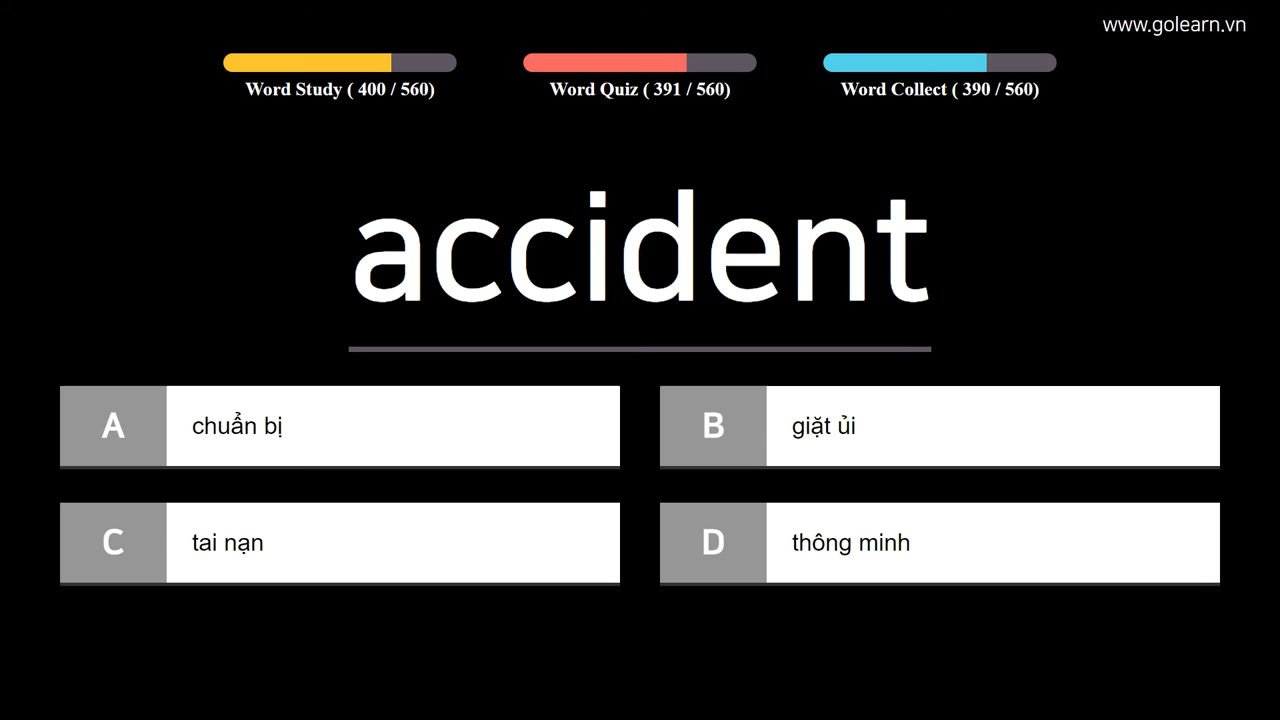 www.golearn.vn
Word Study ( 400 / 560)
Word Quiz ( 391 / 560)
Word Collect ( 390 / 560)
accident
A chuẩn bị
B giặt ủi
C tai nạn
D thông minh